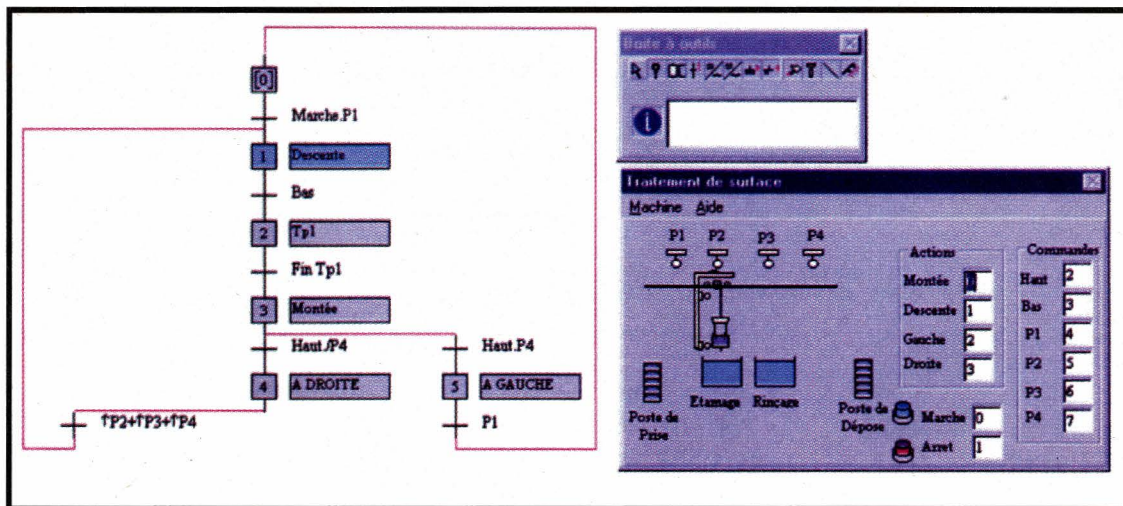 [0]
Marche.P1
1 Descente
Bas
2 Tp1
Fin Tp1
3 Montée
Haut./P4
Haut.P4
4 A DROITE
5 A GAUCHE
↑P2+↑P3+↑P4
P1
Boite à outils
Traitement de surface
Machine Aide
P1 P2 P3 P4
Etamage Rinçage
Poste de
Prise
Poste de
Dépose
Actions
Montée
Descente 1
Gauche 2
Droite 3
Marche 0
Arret 1
Commandes
Haut 2
Bas 3
P1 4
P2 5
P3 6
P4 7